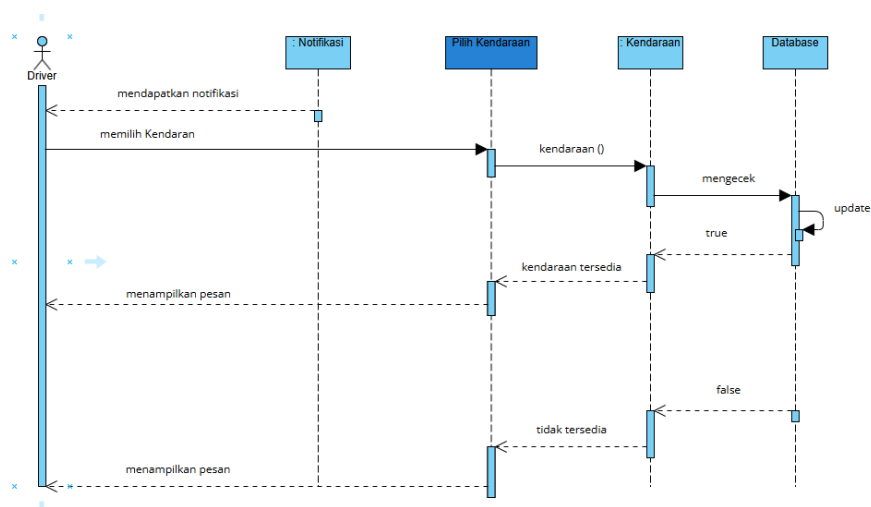 : Notifikasi
Pilih Kendaraan
: Kendaraan
Database
Driver
mendapatkan notifikasi
memilih Kendaran
kendaraan ()
mengecek
update
true
kendaraan tersedia
menampilkan pesan
false
tidak tersedia
menampilkan pesan